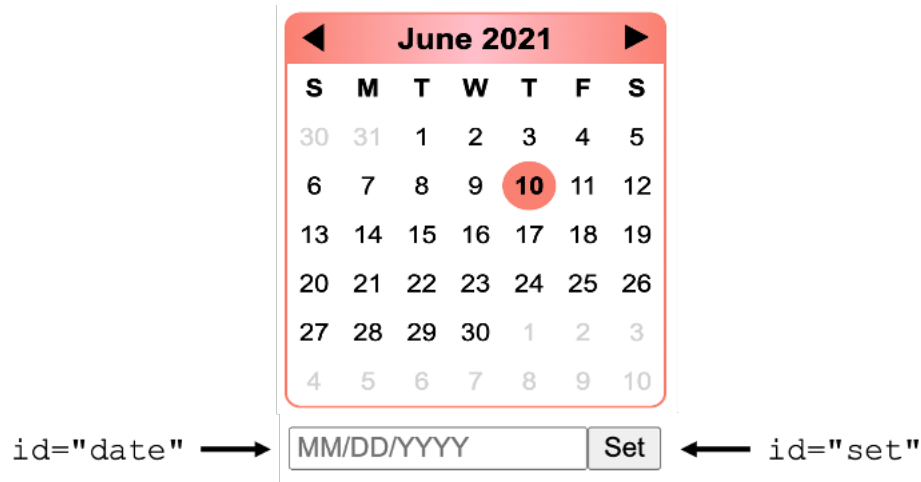 ◀ June 2021 ▶
S M T W T F S
30 31 1 2 3 4 5
6 7 8 9 10 11 12
13 14 15 16 17 18 19
20 21 22 23 24 25 26
27 28 29 30 1 2 3
4 5 6 7 8 9 10
id="date" MM/DD/YYYY Set id="set"